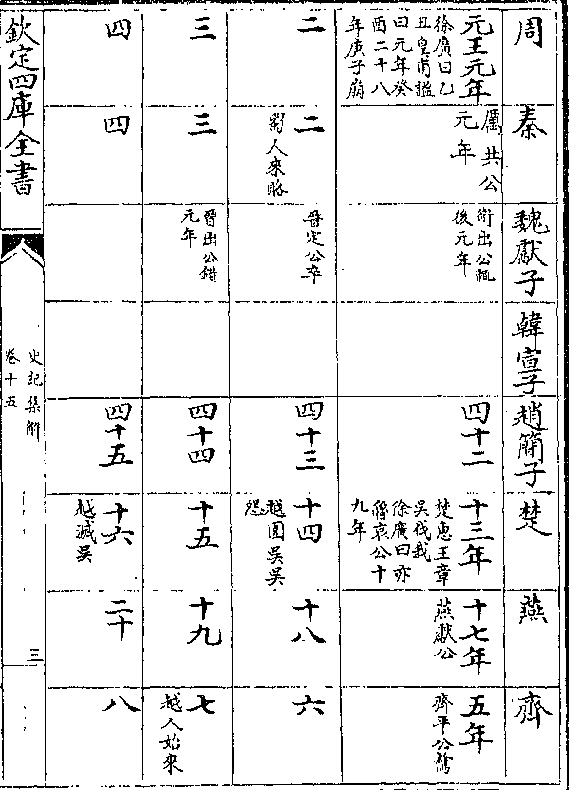 周
秦
魏獻子
韓宣子
趙簡子
楚
燕
齊
元王元年
徐廣曰乙
丑皇甫謐
曰元年癸
酉二十八
年庚子崩
厲共公
元年
衛出公輒
後元年
四十二
十三年
楚惠王章
吳伐我
徐廣曰亦
魯哀公十
九年
十七年
燕獻公
五年
齊平公驁
二
二
蜀人來賂
晉定公卒
四十三
十四
越圍吳吳
怨
十八
六
三
三
晉出公錯
元年
四十四
十五
十九
七
越人始來
四
四
四十五
十六
越滅吳
二十
八
欽定四庫全書
史記集解
卷十五
三